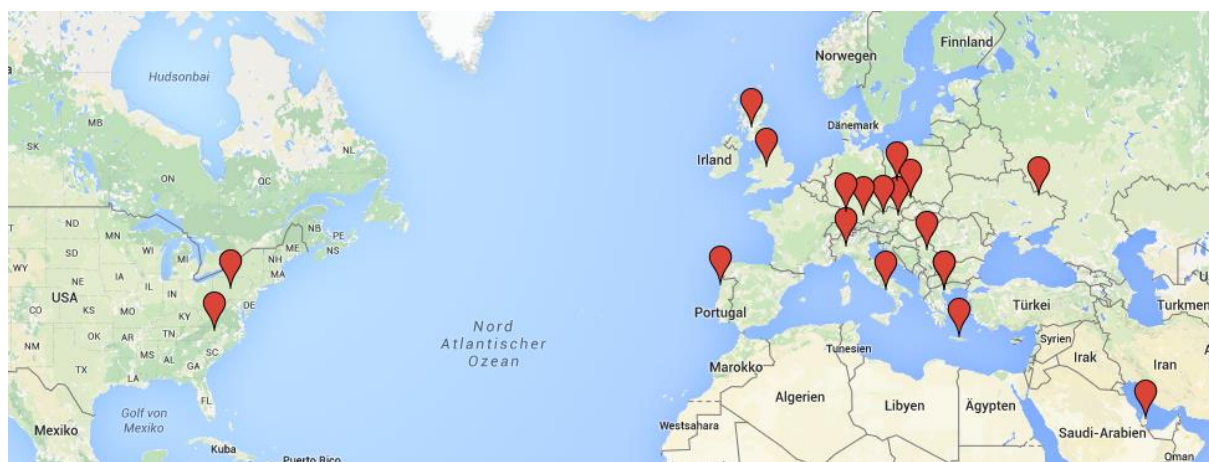 Hudsonbai
Norwegen
Finnland
MB
SK
ON
QC
NL
Irland
Dänemark
ND
MN
NB
PE
NS
SD
WI
MI
ME
NH
MA
WY
NE
IA
IL
IN
DE
USA
CO
KS
MO
KY
OK
AR
TN
NM
MS
AL
SC
GA
TX
LA
FL
Portugal
Türkei
Turkmen
Nord
Atlantischer
Ozean
Tunesien
Syrien
Marokko
Irak
Iran
Algerien
Libyen
Ägypten
Golf von
Mexiko
Mexiko
Kuba
Puerto Rico
Westsahara
Saudi-Arabien
Oman